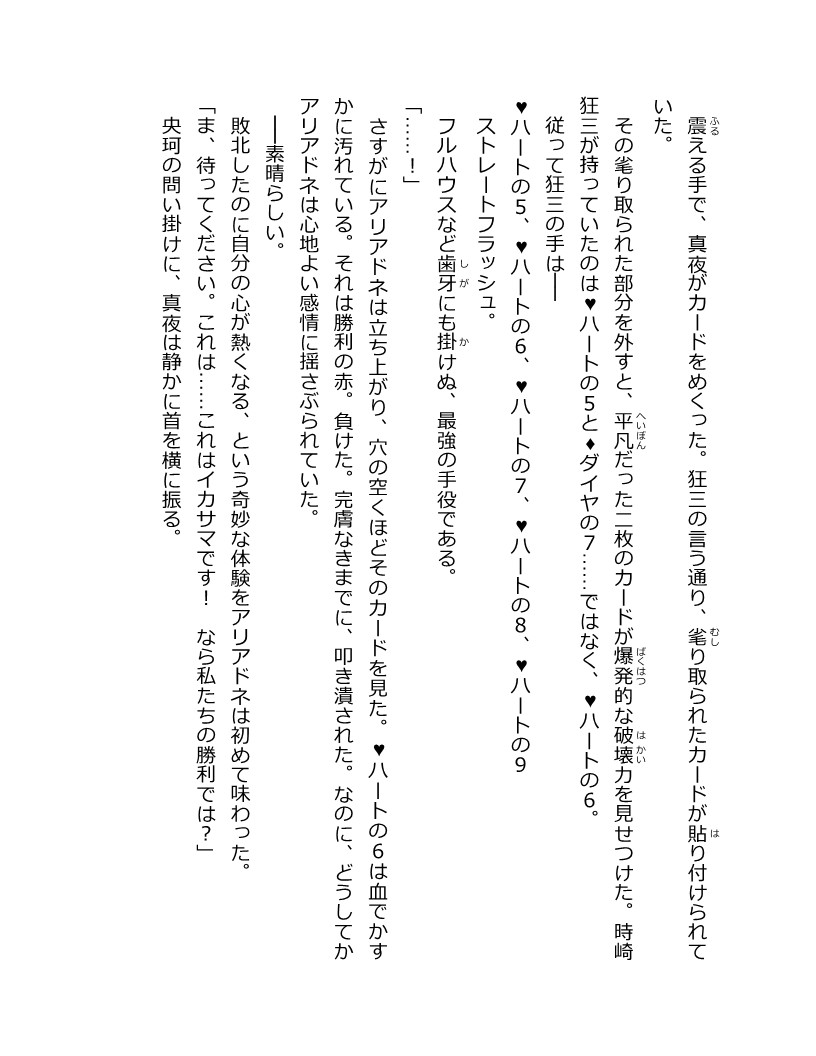 震える手で、真夜がカードをめくった。狂三の言う通り、毟り取られたカードが貼り付けられて
いた。
　その毟り取られた部分を外すと、平凡だった二枚のカードが爆発的な破壊力を見せつけた。時崎
狂三が持っていたのは♥ハートの5と♦ダイヤの7……ではなく、♥ハートの6。
　従って狂三の手は――
♥ハートの5、♥ハートの6、♥ハートの7、♥ハートの8、♥ハートの9
　ストレートフラッシュ。
　フルハウスなど歯牙にも掛けぬ、最強の手役である。
「……！」
　さすがにアリアドネは立ち上がり、穴の空くほどそのカードを見た。♥ハートの6は血でかす
かに汚れている。それは勝利の赤。負けた。完膚なきまでに、叩き潰された。なのに、どうしてか
アリアドネは心地よい感情に揺さぶられていた。
　――素晴らしい。
　敗北したのに自分の心が熱くなる、という奇妙な体験をアリアドネは初めて味わった。
「ま、待ってください。これは……これはイカサマです！　なら私たちの勝利では？」
　央珂の問い掛けに、真夜は静かに首を横に振る。